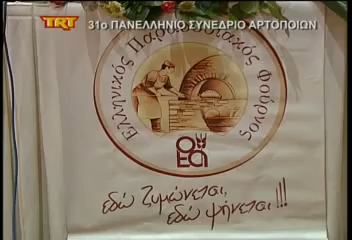 TRT
31ο ΠΑΝΕΛΛΗΝΙΟ ΣΥΝΕΔΡΙΟ ΑΡΤΟΠΟΙΩΝ
Ελληνικός Παραδοσιακός Φούρνος
ΟΕΑ
εδώ ζυμώνεται,
εδώ ψήνεται!!!